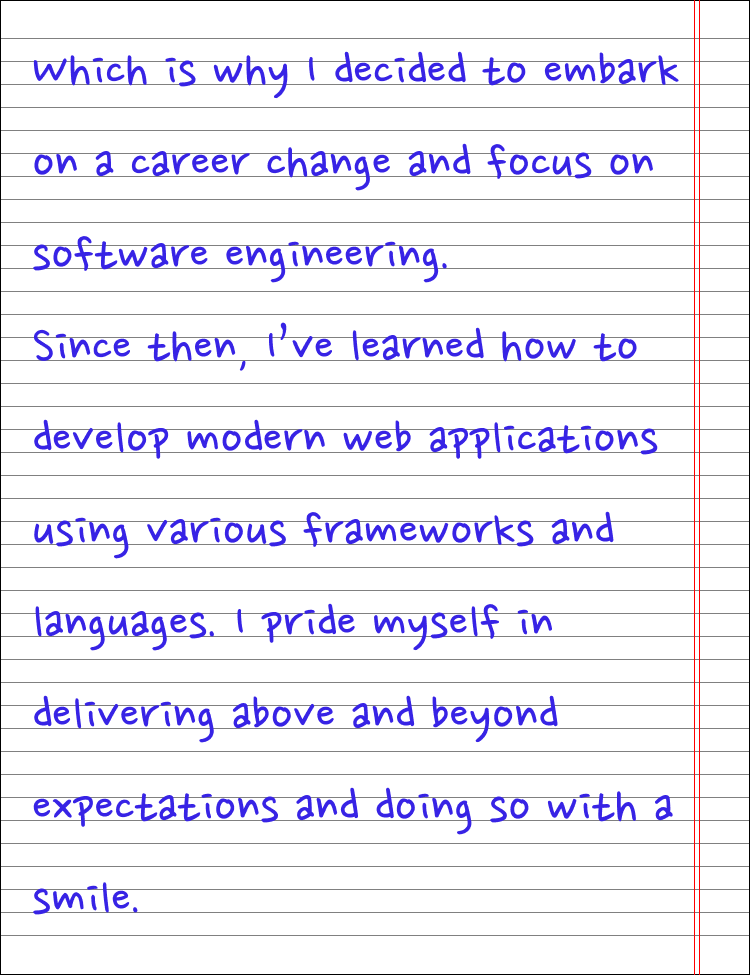 Which is why I decided to embark
on a career change and focus on
software engineering.
Since then, I've learned how to
develop modern web applications
using various frameworks and
languages. I pride myself in
delivering above and beyond
expectations and doing so with a
smile.